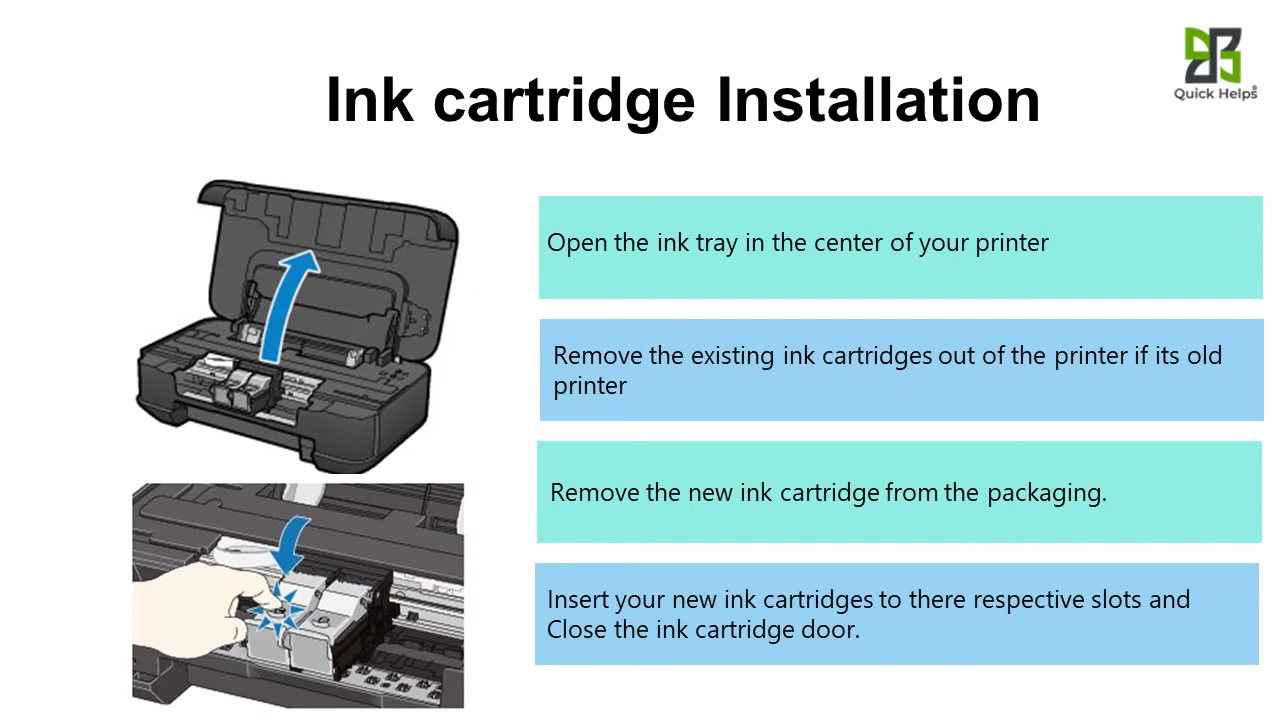 Quick Helps®
Ink cartridge Installation
Open the ink tray in the center of your printer
Remove the existing ink cartridges out of the printer if its old
printer
Remove the new ink cartridge from the packaging.
Insert your new ink cartridges to there respective slots and
Close the ink cartridge door.